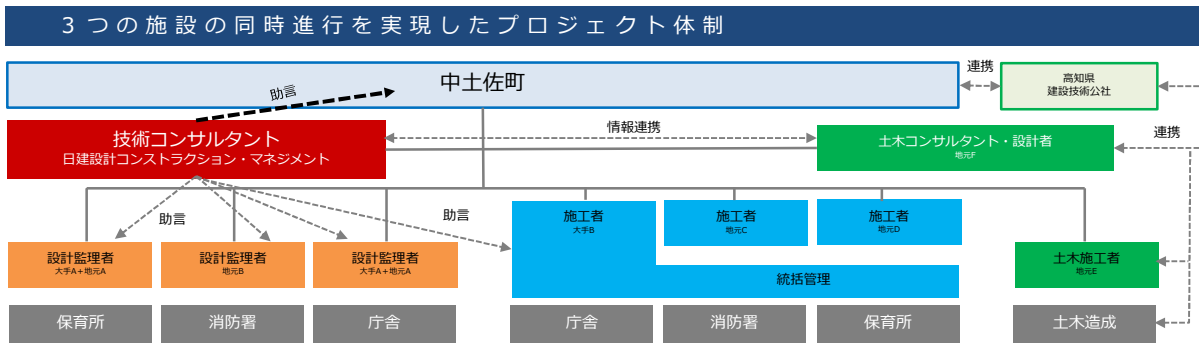 3つの施設の同時進行を実現したプロジェクト体制
中土佐町
連携
高知県
建設技術公社
助言
技術コンサルタント
日建設計コンストラクション・マネジメント
情報連携
土木コンサルタント・設計者
地元F
連携
助言
助言
施工者
大手B
施工者
地元C
施工者
地元D
設計監理者
大手A+地元A
設計監理者
地元B
設計監理者
大手A+地元A
統括管理
土木施工者
地元E
保育所
消防署
庁舎
庁舎
消防署
保育所
土木造成